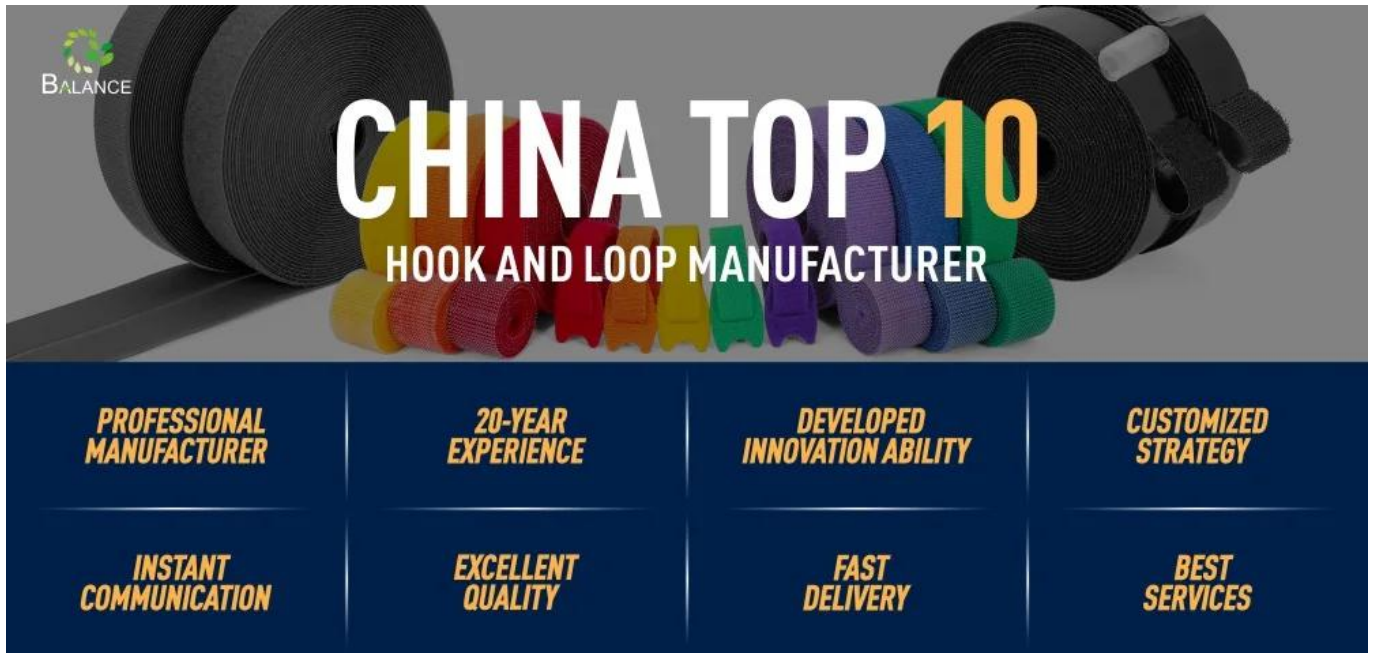 BALANCE
CHINA TOP 10
HOOK AND LOOP MANUFACTURER
PROFESSIONAL
MANUFACTURER
20-YEAR
EXPERIENCE
DEVELOPED
INNOVATION ABILITY
CUSTOMIZED
STRATEGY
INSTANT
COMMUNICATION
EXCELLENT
QUALITY
FAST
DELIVERY
BEST
SERVICES